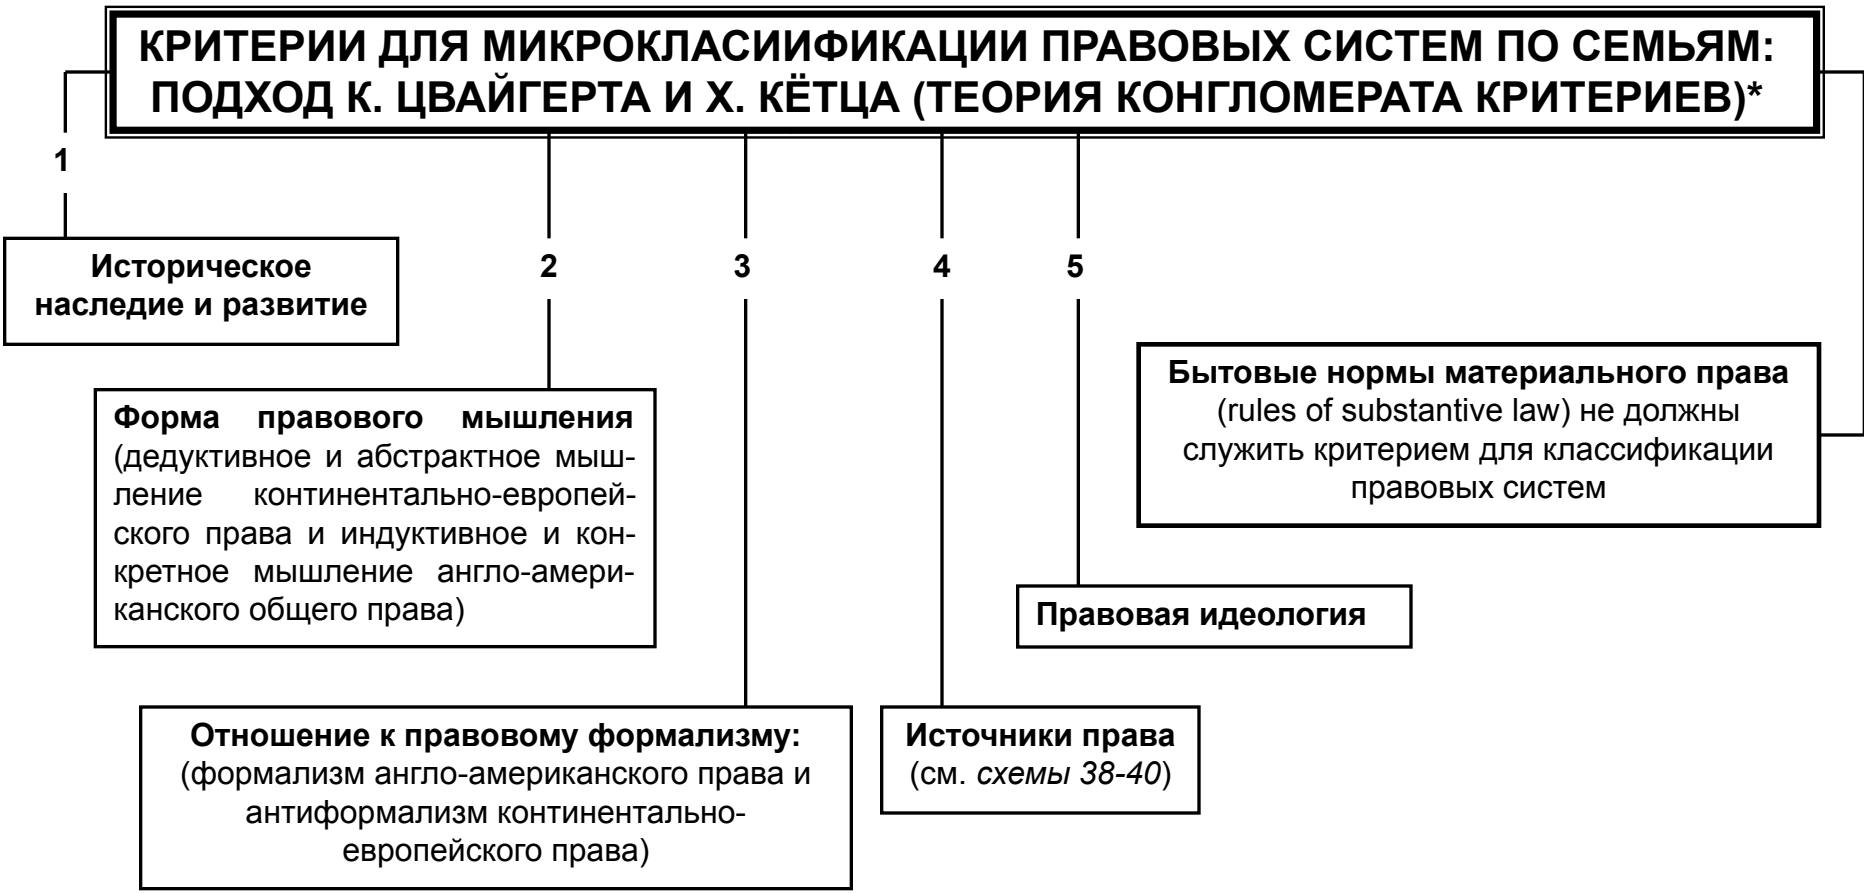 КРИТЕРИИ ДЛЯ МИКРОКЛАСИИФИКАЦИИ ПРАВОВЫХ СИСТЕМ ПО СЕМЬЯМ:
ПОДХОД К. ЦВАЙГЕРТА И Х. КЁТЦА (ТЕОРИЯ КОНГЛОМЕРАТА КРИТЕРИЕВ)*
1
Историческое
наследие и развитие
2
3
4
5
Форма правового мышления
(дедуктивное и абстрактное мыш-
ление континентально-европей-
ского права и индуктивное и кон-
кретное мышление англо-амери-
канского общего права)
Бытовые нормы материального права
(rules of substantive law) не должны
служить критерием для классификации
правовых систем
Правовая идеология
Отношение к правовому формализму:
(формализм англо-американского права и
антиформализм континентально-
европейского права)
Источники права
(см. схемы 38-40)